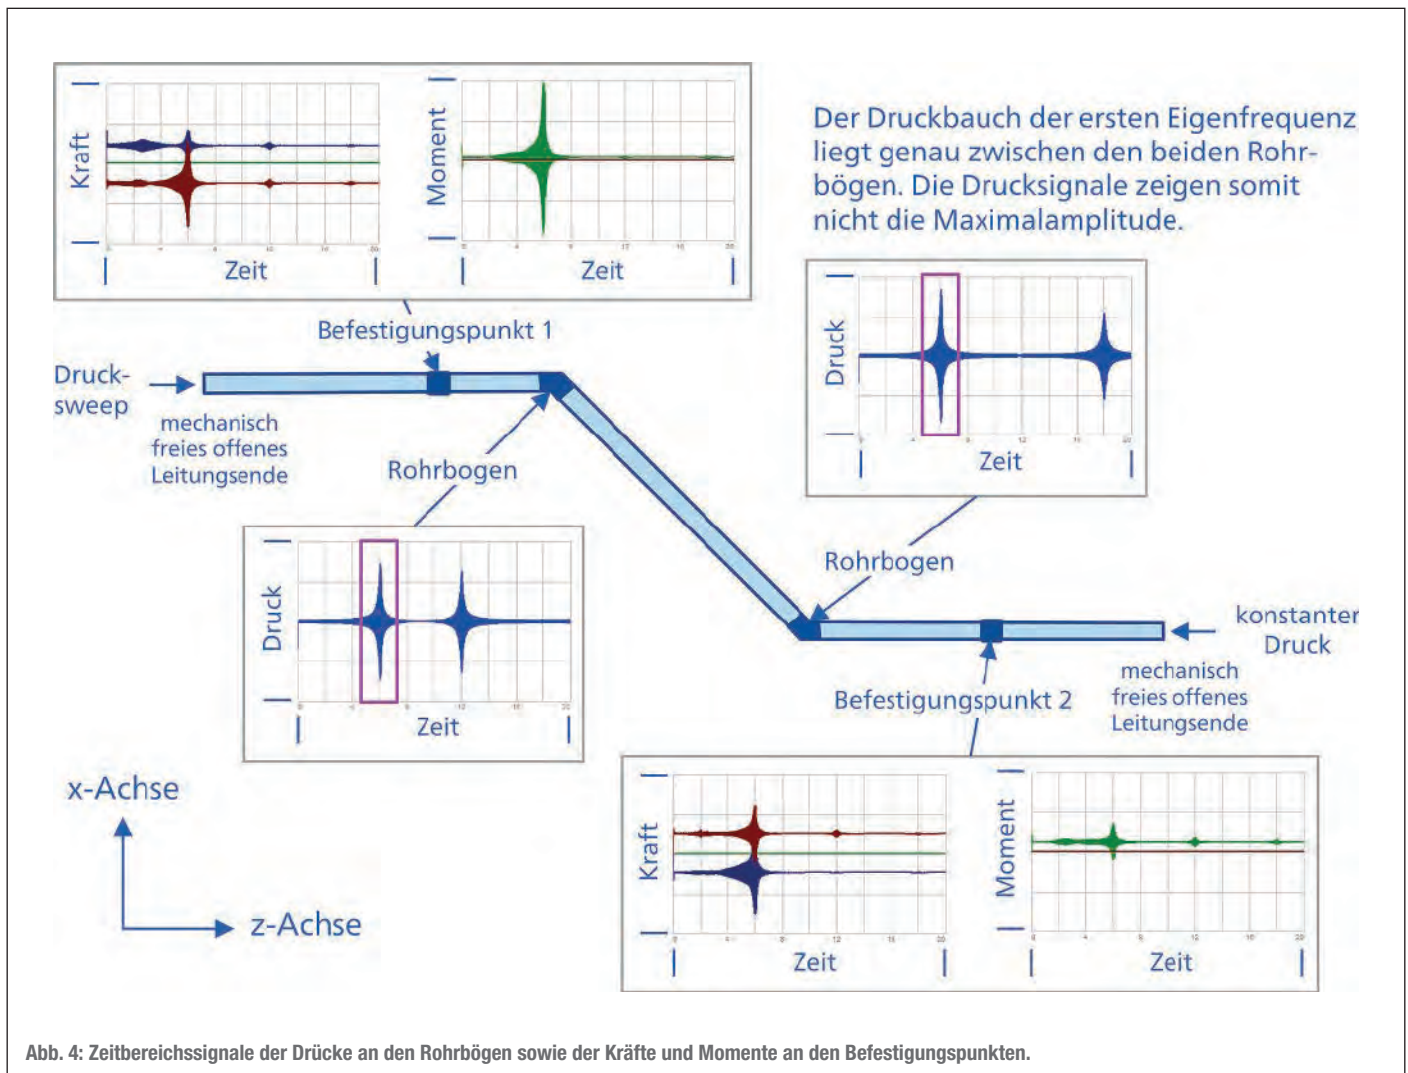 Kraft
Zeit
Moment
Zeit
Der Druckbauch der ersten Eigenfrequenz
liegt genau zwischen den beiden Rohr-
bögen. Die Drucksignale zeigen somit
nicht die Maximalamplitude.
Befestigungspunkt 1
Druck-
sweep
mechanisch
freies offenes
Leitungsende
Rohrbogen
Druck
Zeit
Druck
Zeit
Rohrbogen
konstanter
Druck
mechanisch
freies offenes
Leitungsende
Befestigungspunkt 2
Kraft
Zeit
Moment
Zeit
x-Achse
z-Achse
Abb. 4: Zeitbereichssignale der Drücke an den Rohrbögen sowie der Kräfte und Momente an den Befestigungspunkten.